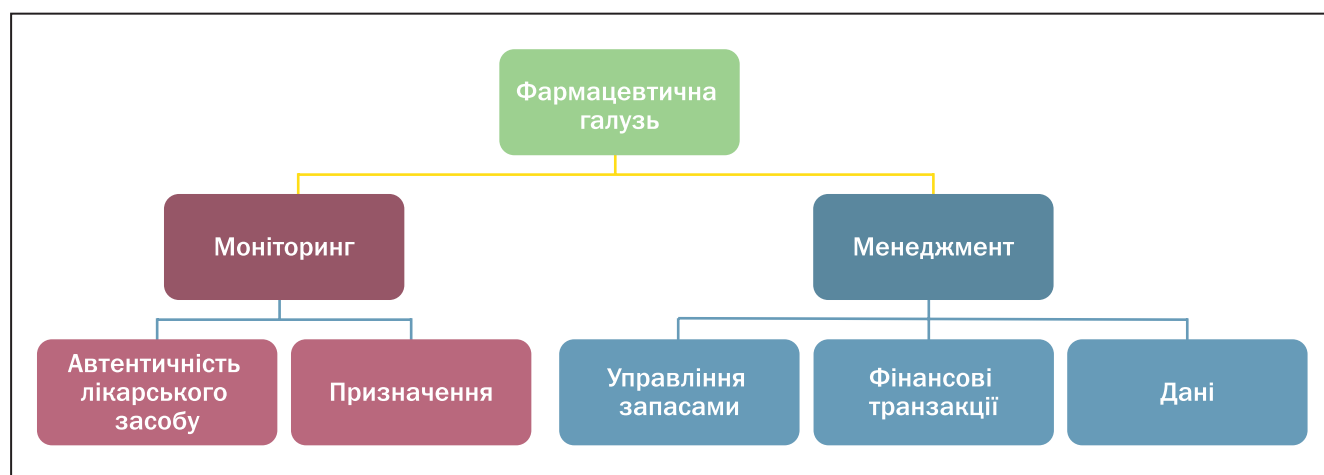 Фармацевтична
галузь
Моніторинг
Менеджмент
Автентичність
лікарського
засобу
Призначення
Управління
запасами
Фінансові
транзакції
Дані